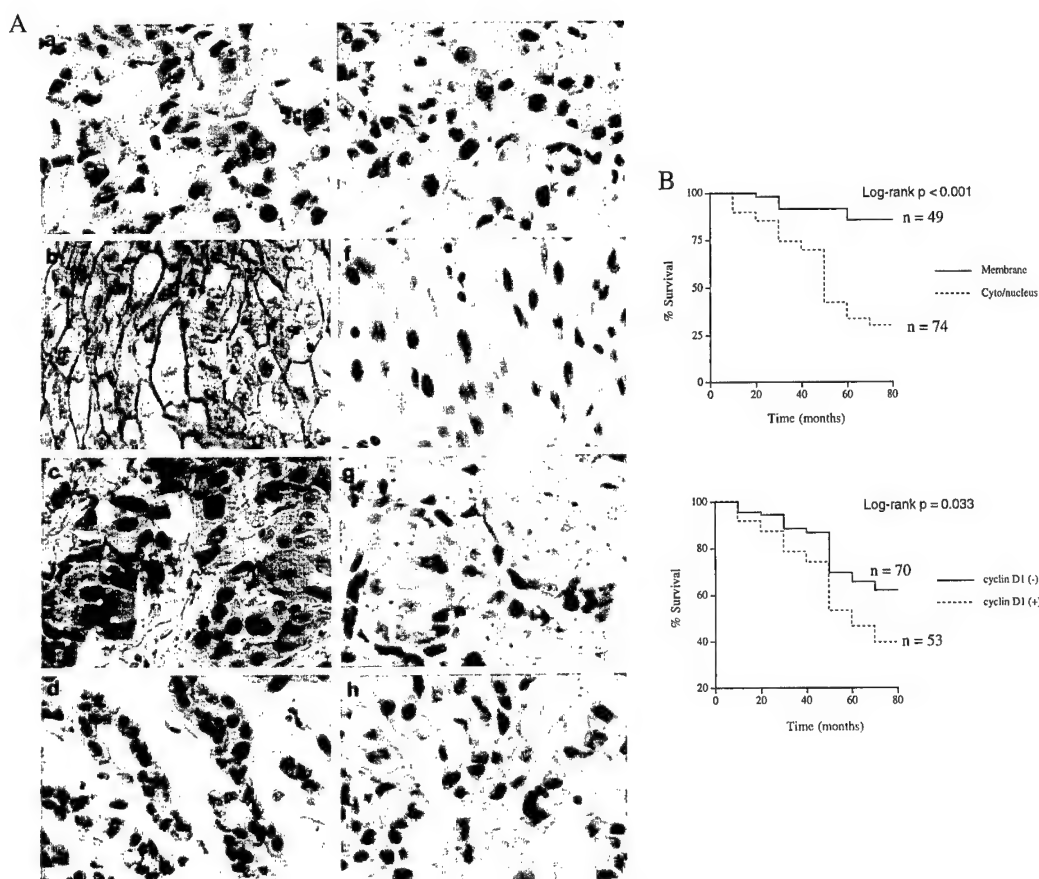 A
a
e
b
f
c
g
d
h
B
Log-rank p < 0.001
100
75
50
25
0
% Survival
n = 49
n = 74
Membrane
Cyto/nucleus
0 20 40 60 80
Time (months)
Log-rank p = 0.033
100
80
60
40
20
% Survival
n = 70
n = 53
cyclin D1 (-)
cyclin D1 (+)
0 20 40 60 80
Time (months)